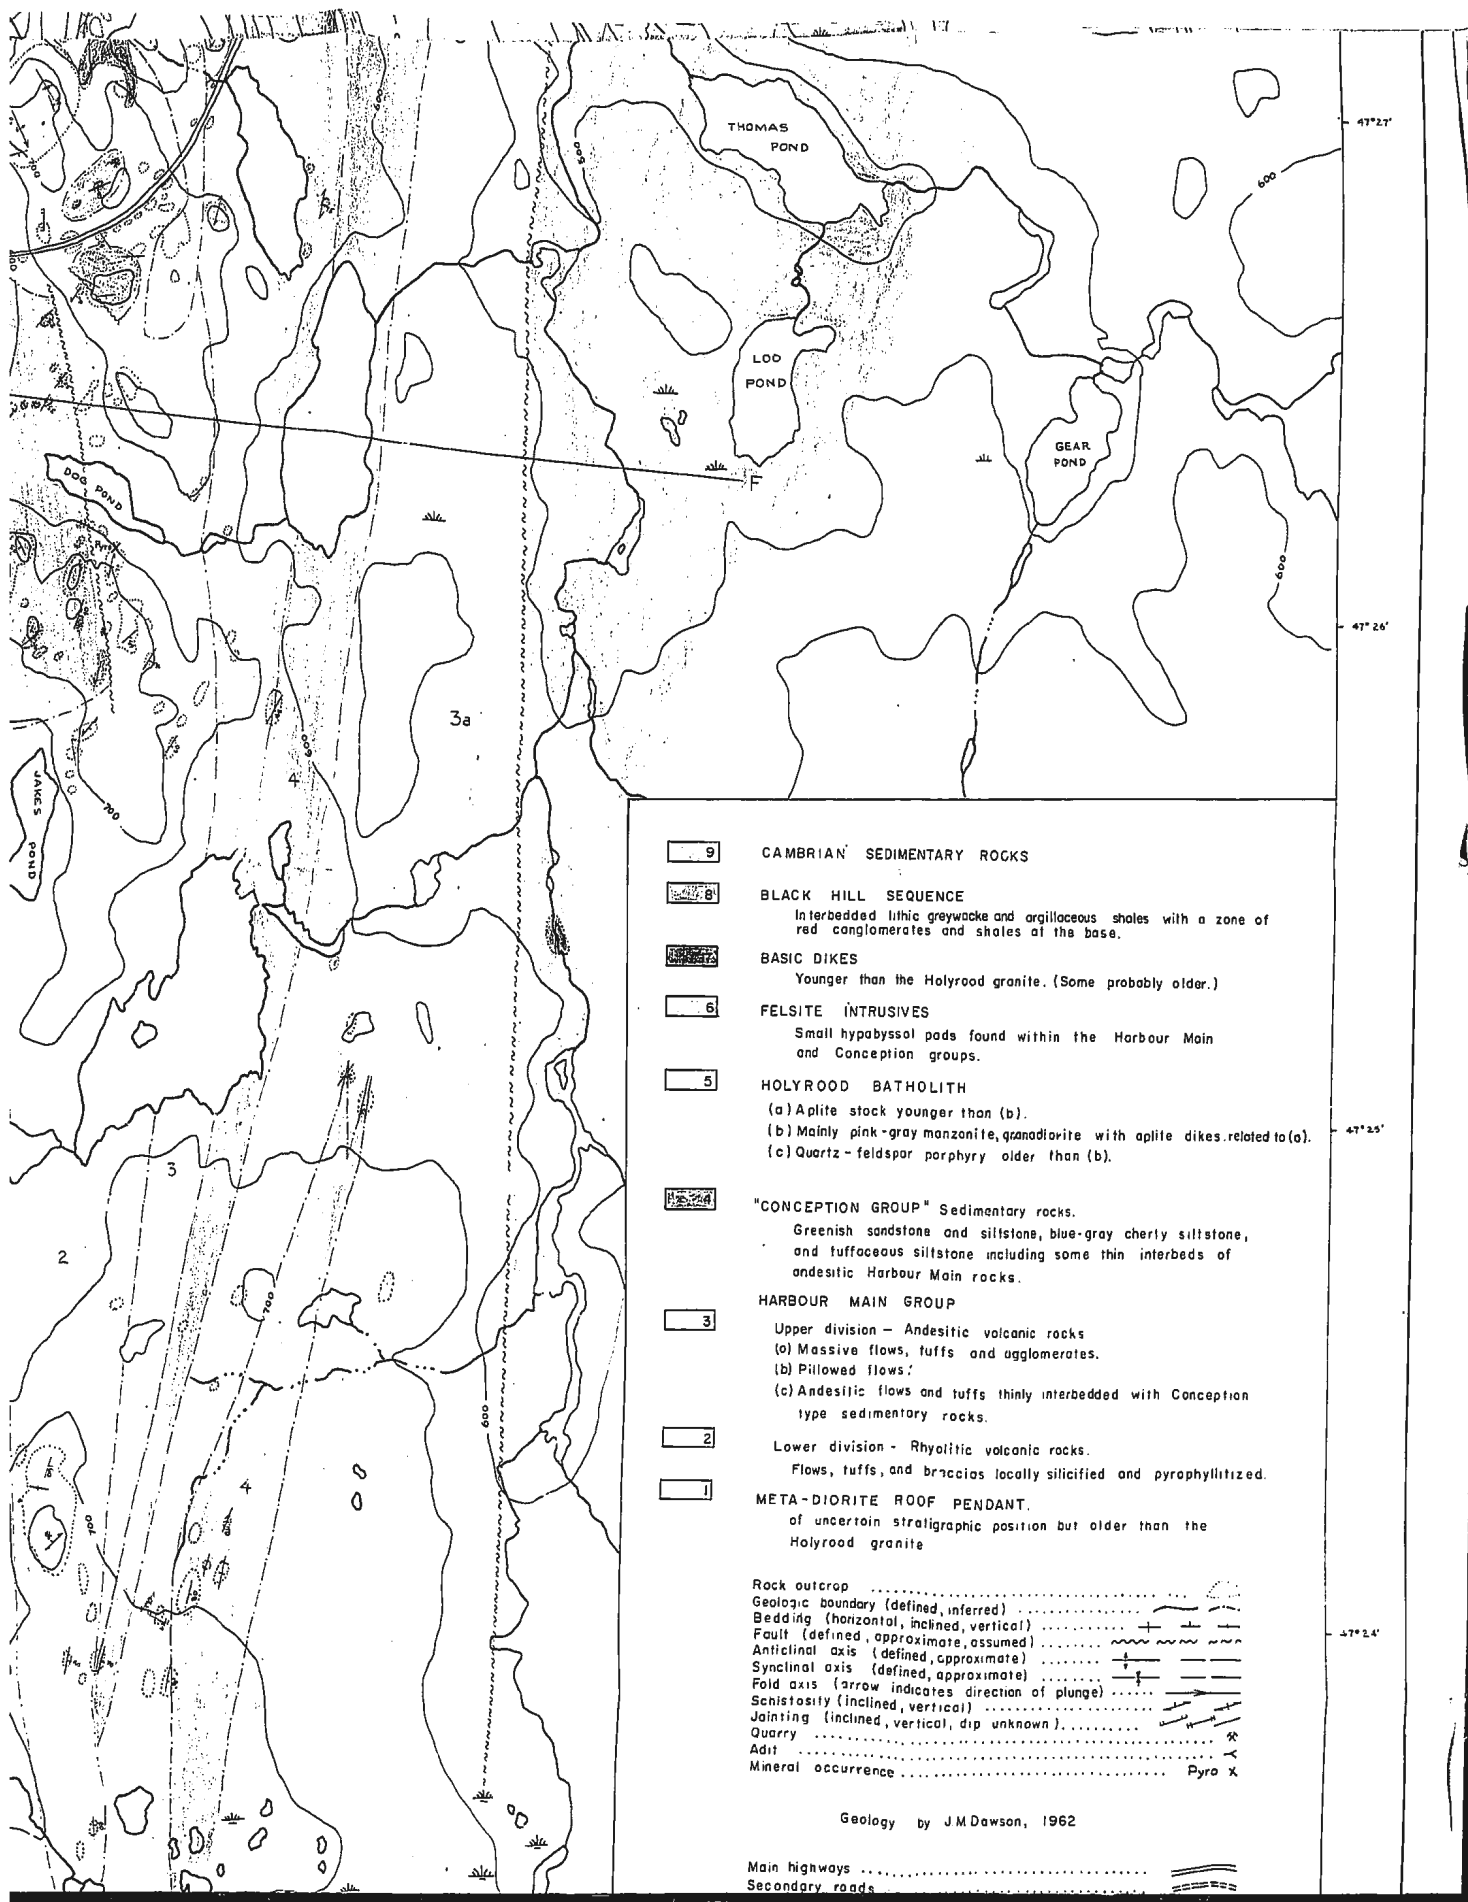 THOMAS
POND
47°27'
500
600
600
LOD
POND
GEAR
POND
DOG POND
F
600
47°26'
3a
600
4
JAKES
POND
700
9
CAMBRIAN SEDIMENTARY ROCKS
8
BLACK HILL SEQUENCE
Interbedded lithic greywacke and argillaceous shales with a zone of
red conglomerates and shales at the base.
BASIC DIKES
Younger than the Holyrood granite. (Some probably older.)
6
FELSITE INTRUSIVES
Small hypabyssol pods found within the Harbour Main
and Conception groups.
5
HOLYROOD BATHOLITH
(a) Aplite stock younger than (b).
(b) Mainly pink-gray manzonite, granadiorite with aplite dikes related to (a).
47°25'
(c) Quartz-feldspar porphyry older than (b).
3
4
"CONCEPTION GROUP" Sedimentary rocks.
Greenish sandstone and siltstone, blue-gray cherty siltstone,
and tuffaceous siltstone including some thin interbeds of
andesitic Harbour Main rocks.
2
700
HARBOUR MAIN GROUP
3
Upper division — Andesitic volcanic rocks
(a) Massive flows, tuffs and agglomerates.
(b) Pillowed flows.
(c) Andesitic flows and tuffs thinly interbedded with Conception
type sedimentary rocks.
600
2
Lower division - Rhyolitic volcanic rocks.
Flows, tuffs, and breccias locally silicified and pyrophyllitized.
4
1
META-DIORITE ROOF PENDANT.
of uncertain stratigraphic position but older than the
Holyrood granite
700
Rock outcrop
Geologic boundary (defined, inferred)
Bedding (horizontal, inclined, vertical)
Fault (defined, approximate, assumed)
47°24'
Anticlinal axis (defined, approximate)
Synclinal axis (defined, approximate)
Fold axis (arrow indicates direction of plunge)
Schistosity (inclined, vertical)
Jointing (inclined, vertical, dip unknown)
Quarry
Adit
Mineral occurrence Pyro X
Geology by J.M Dawson, 1962
Main highways
Secondary roads